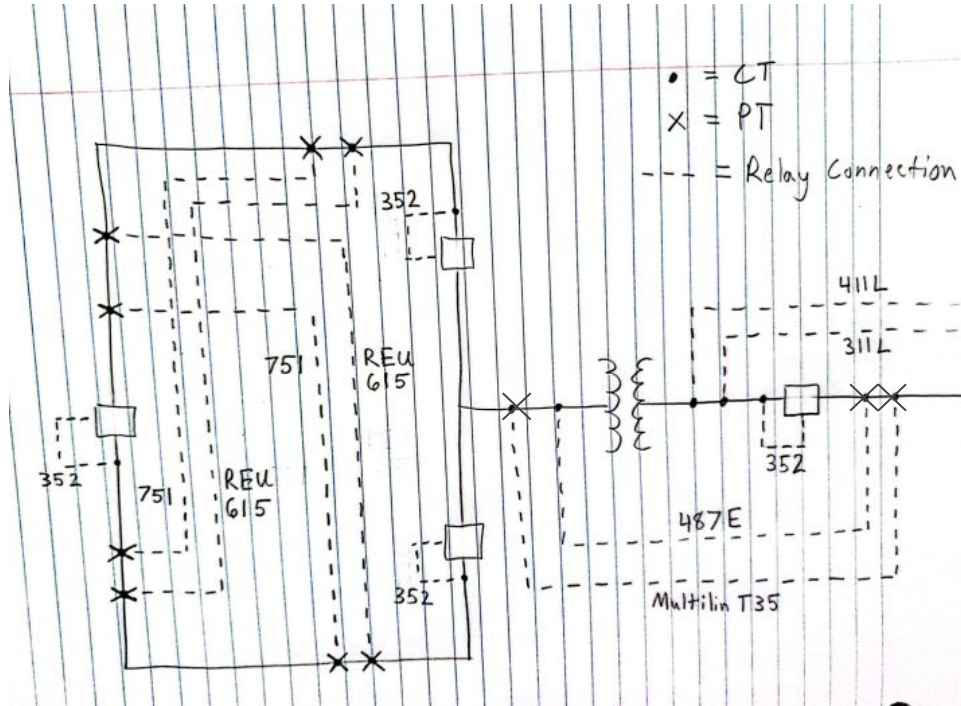 • = CT
X = PT
--- = Relay Connection
352
411L
311L
751
REU
615
352
751
REU
615
352
487E
352
Multilin T35